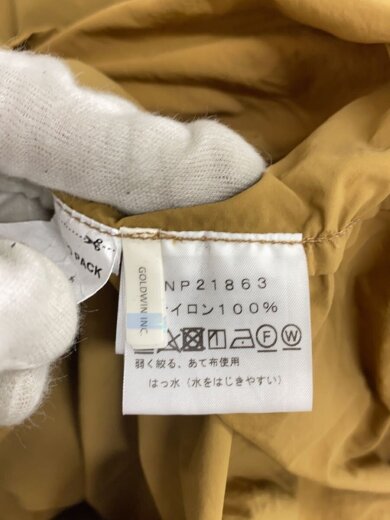 PACK
GOLDWIN INC.
NP21863
イロン100%
F W
弱く絞る、あて布使用
はっ水 (水をはじきやすい)